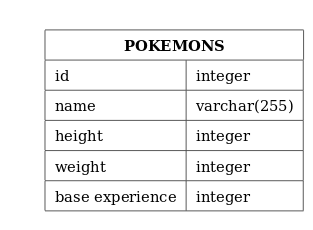 POKEMONS
id integer
name varchar(255)
height integer
weight integer
base experience integer